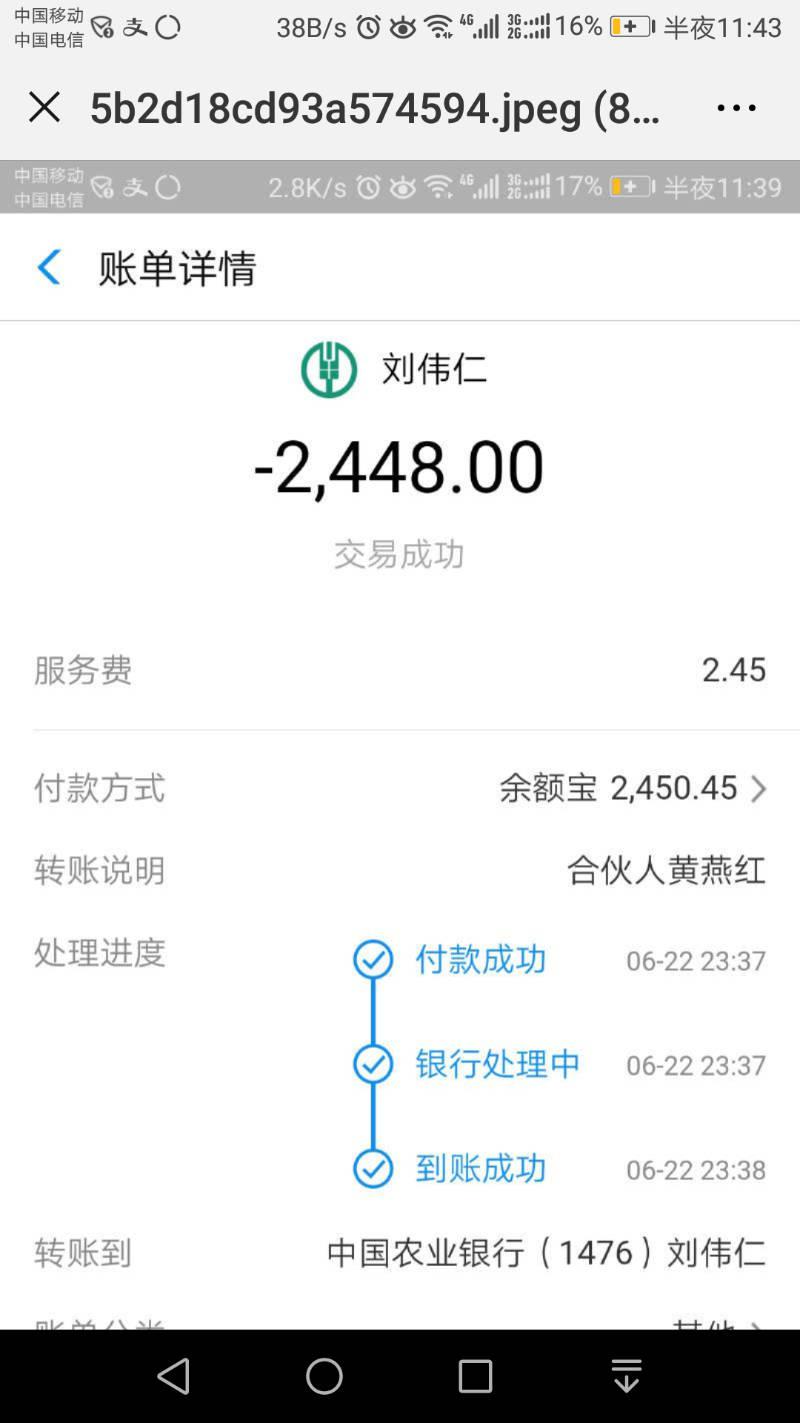 中国移动
中国电信
38B/s 4G 3G 2G 16% 半夜11:43
5b2d18cd93a574594.jpeg (8...
中国移动
中国电信
2.8K/s 4G 3G 2G 17% 半夜11:39
账单详情
刘伟仁
-2,448.00
交易成功
服务费 2.45
付款方式 余额宝 2,450.45
转账说明 合伙人黄燕红
处理进度 付款成功 06-22 23:37
银行处理中 06-22 23:37
到账成功 06-22 23:38
转账到 中国农业银行（1476）刘伟仁
账单分类 其他